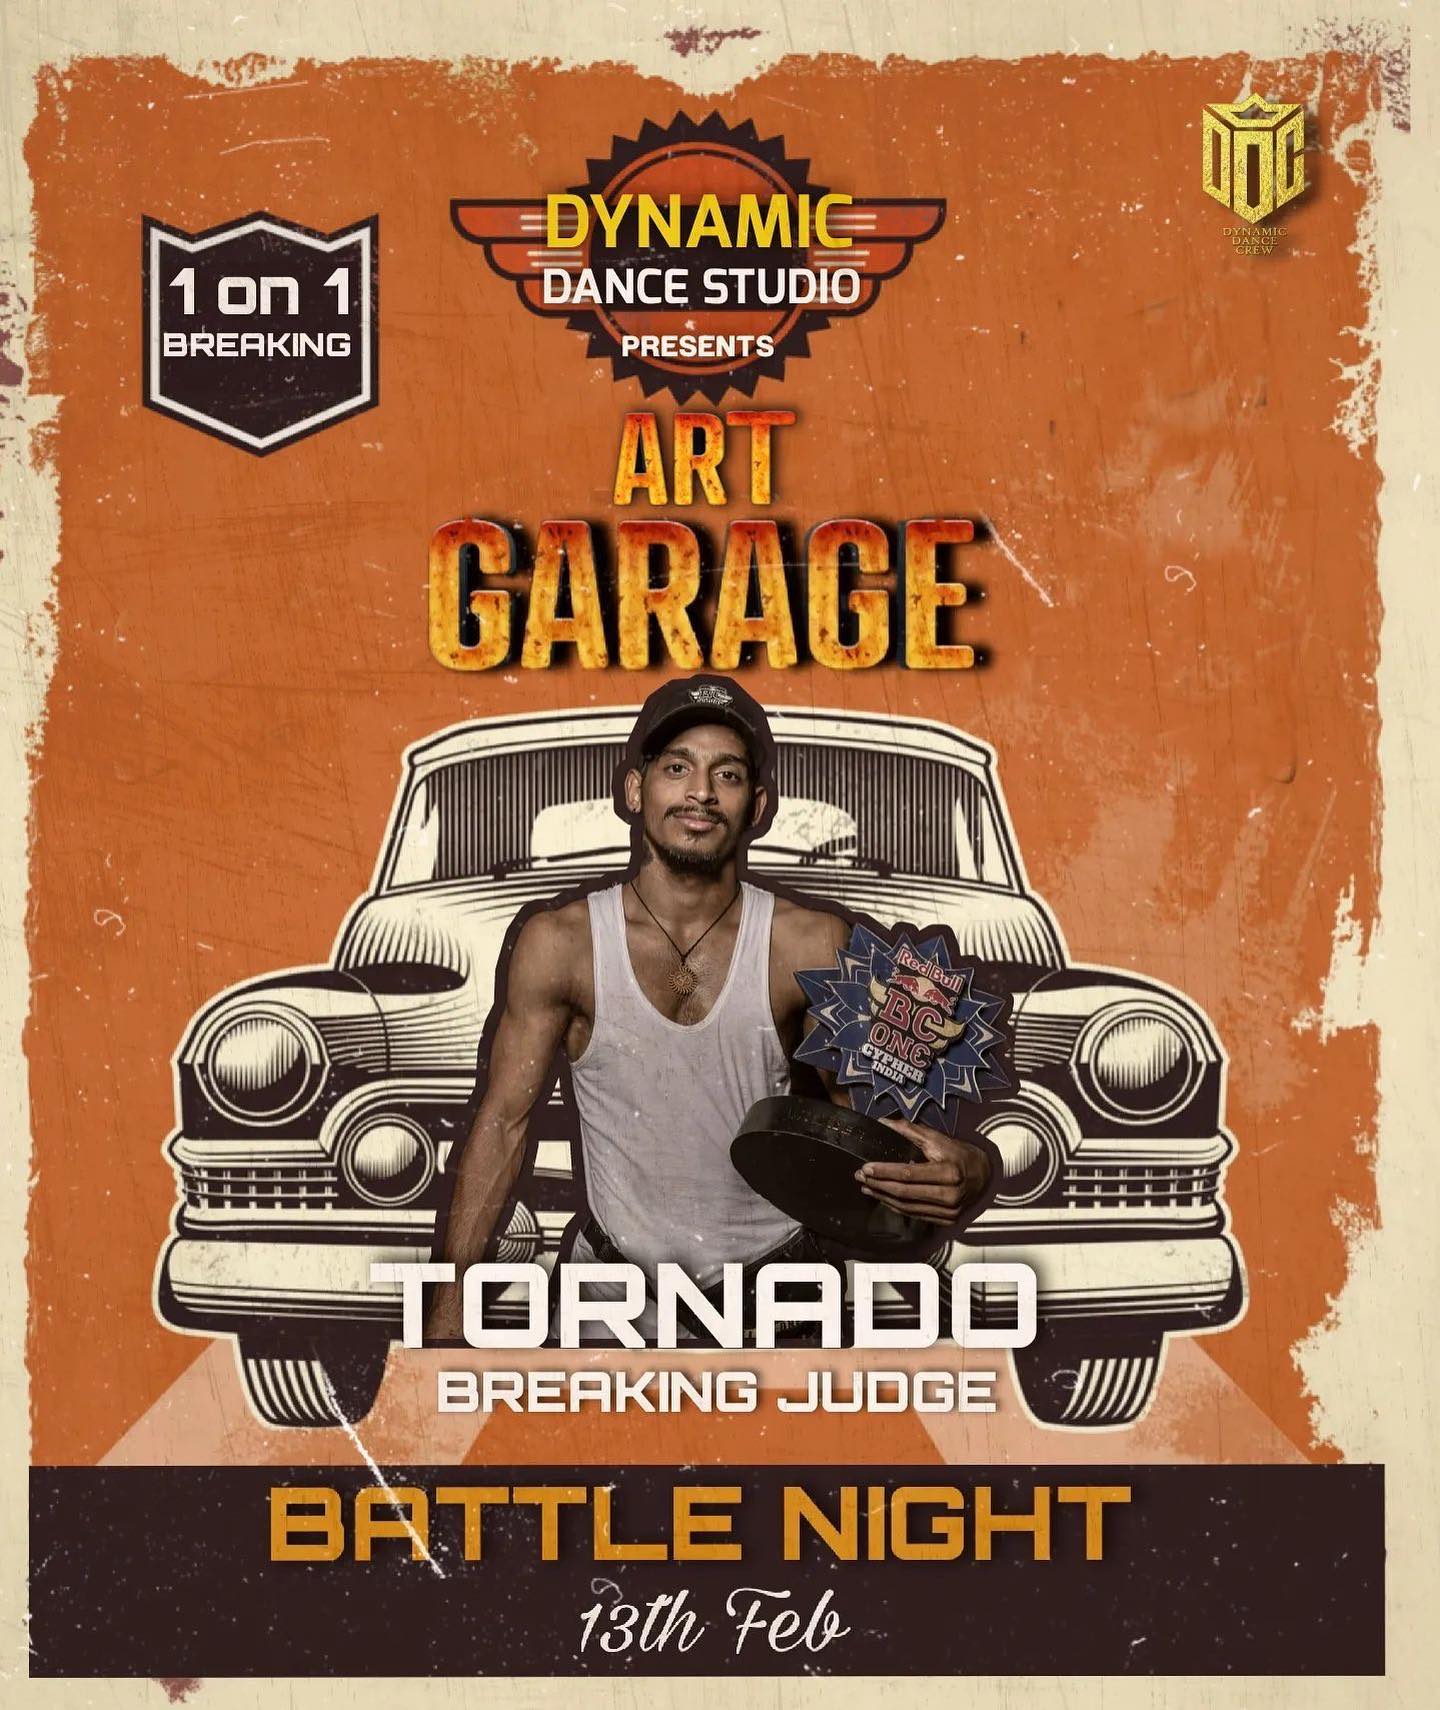 DYNAMIC
DANCE STUDIO
PRESENTS
DDC
DYNAMIC
DANCE
CREW
1 on 1
BREAKING
ART
GARAGE
Red Bull
BC
ONE
CYPHER
INDIA
TORNADO
BREAKING JUDGE
BATTLE NIGHT
13th Feb